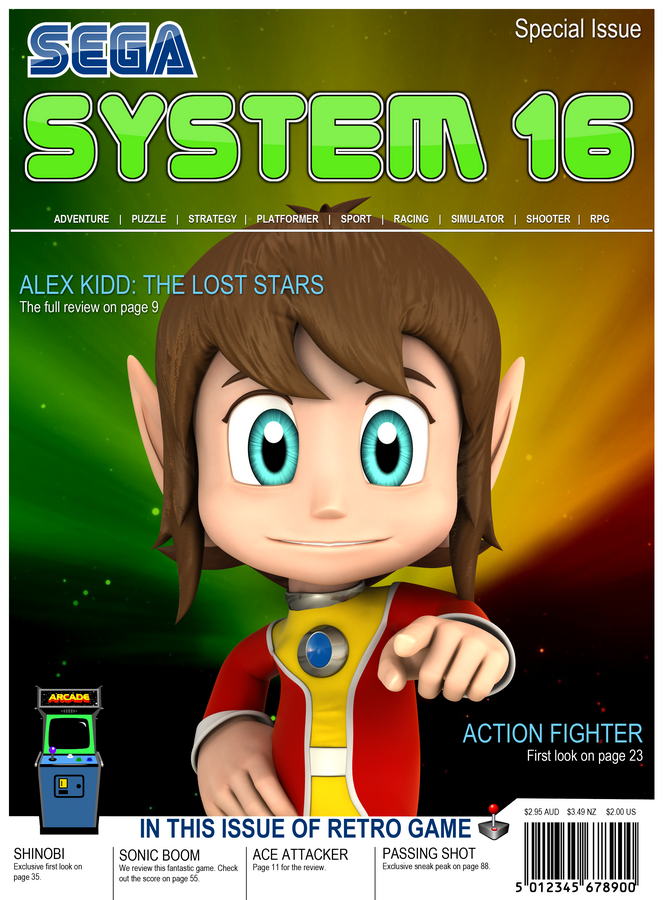 SEGA
Special Issue
SYSTEM 16
ADVENTURE | PUZZLE | STRATEGY | PLATFORMER | SPORT | RACING | SIMULATOR | SHOOTER | RPG
ALEX KIDD: THE LOST STARS
The full review on page 9
ARCADE
ACTION FIGHTER
First look on page 23
IN THIS ISSUE OF RETRO GAME
$2.95 AUD $3.49 NZ $2.00 US
SHINOBI
Exclusive first look on
page 35.
SONIC BOOM
We review this fantastic game. Check
out the score on page 55.
ACE ATTACKER
Page 11 for the review.
PASSING SHOT
Exclusive sneak peak on page 88.
5 012345 678900